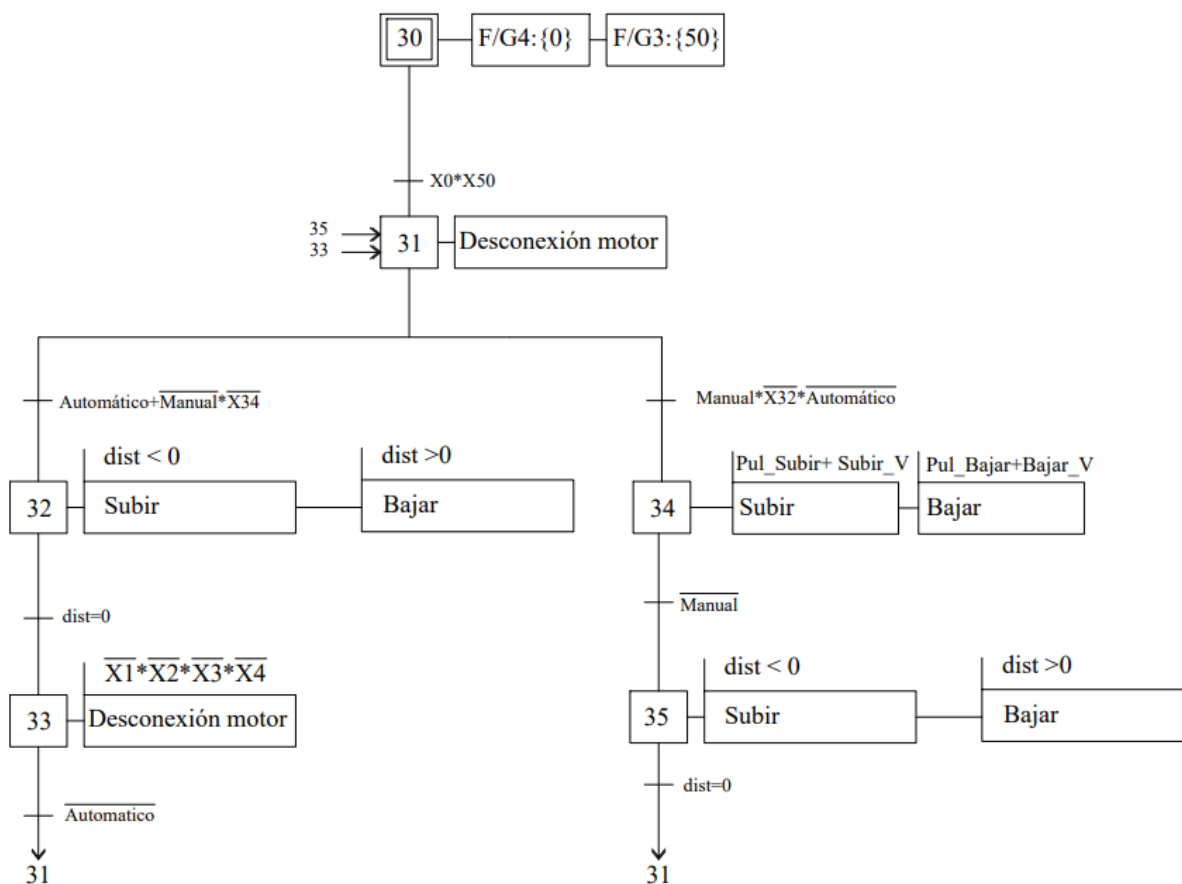 30
F/G4:{0}
F/G3:{50}
X0*X50
35
33
31
Desconexión motor
Automático+Manual*X34
Manual*X32*Automático
dist < 0
dist >0
Pul_Subir+ Subir_V
Pul_Bajar+Bajar_V
32
Subir
Bajar
34
Subir
Bajar
dist=0
Manual
X1*X2*X3*X4
dist < 0
dist >0
33
Desconexión motor
35
Subir
Bajar
Automatico
dist=0
31
31